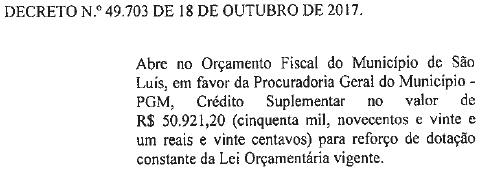 DECRETO N.º 49.703 DE 18 DE OUTUBRO DE 2017.
Abre no Orçamento Fiscal do Município de São
Luís, em favor da Procuradoria Geral do Município -
PGM, Crédito Suplementar no valor de
R$ 50.921,20 (cinquenta mil, novecentos e vinte e
um reais e vinte centavos) para reforço de dotação
constante da Lei Orçamentária vigente.